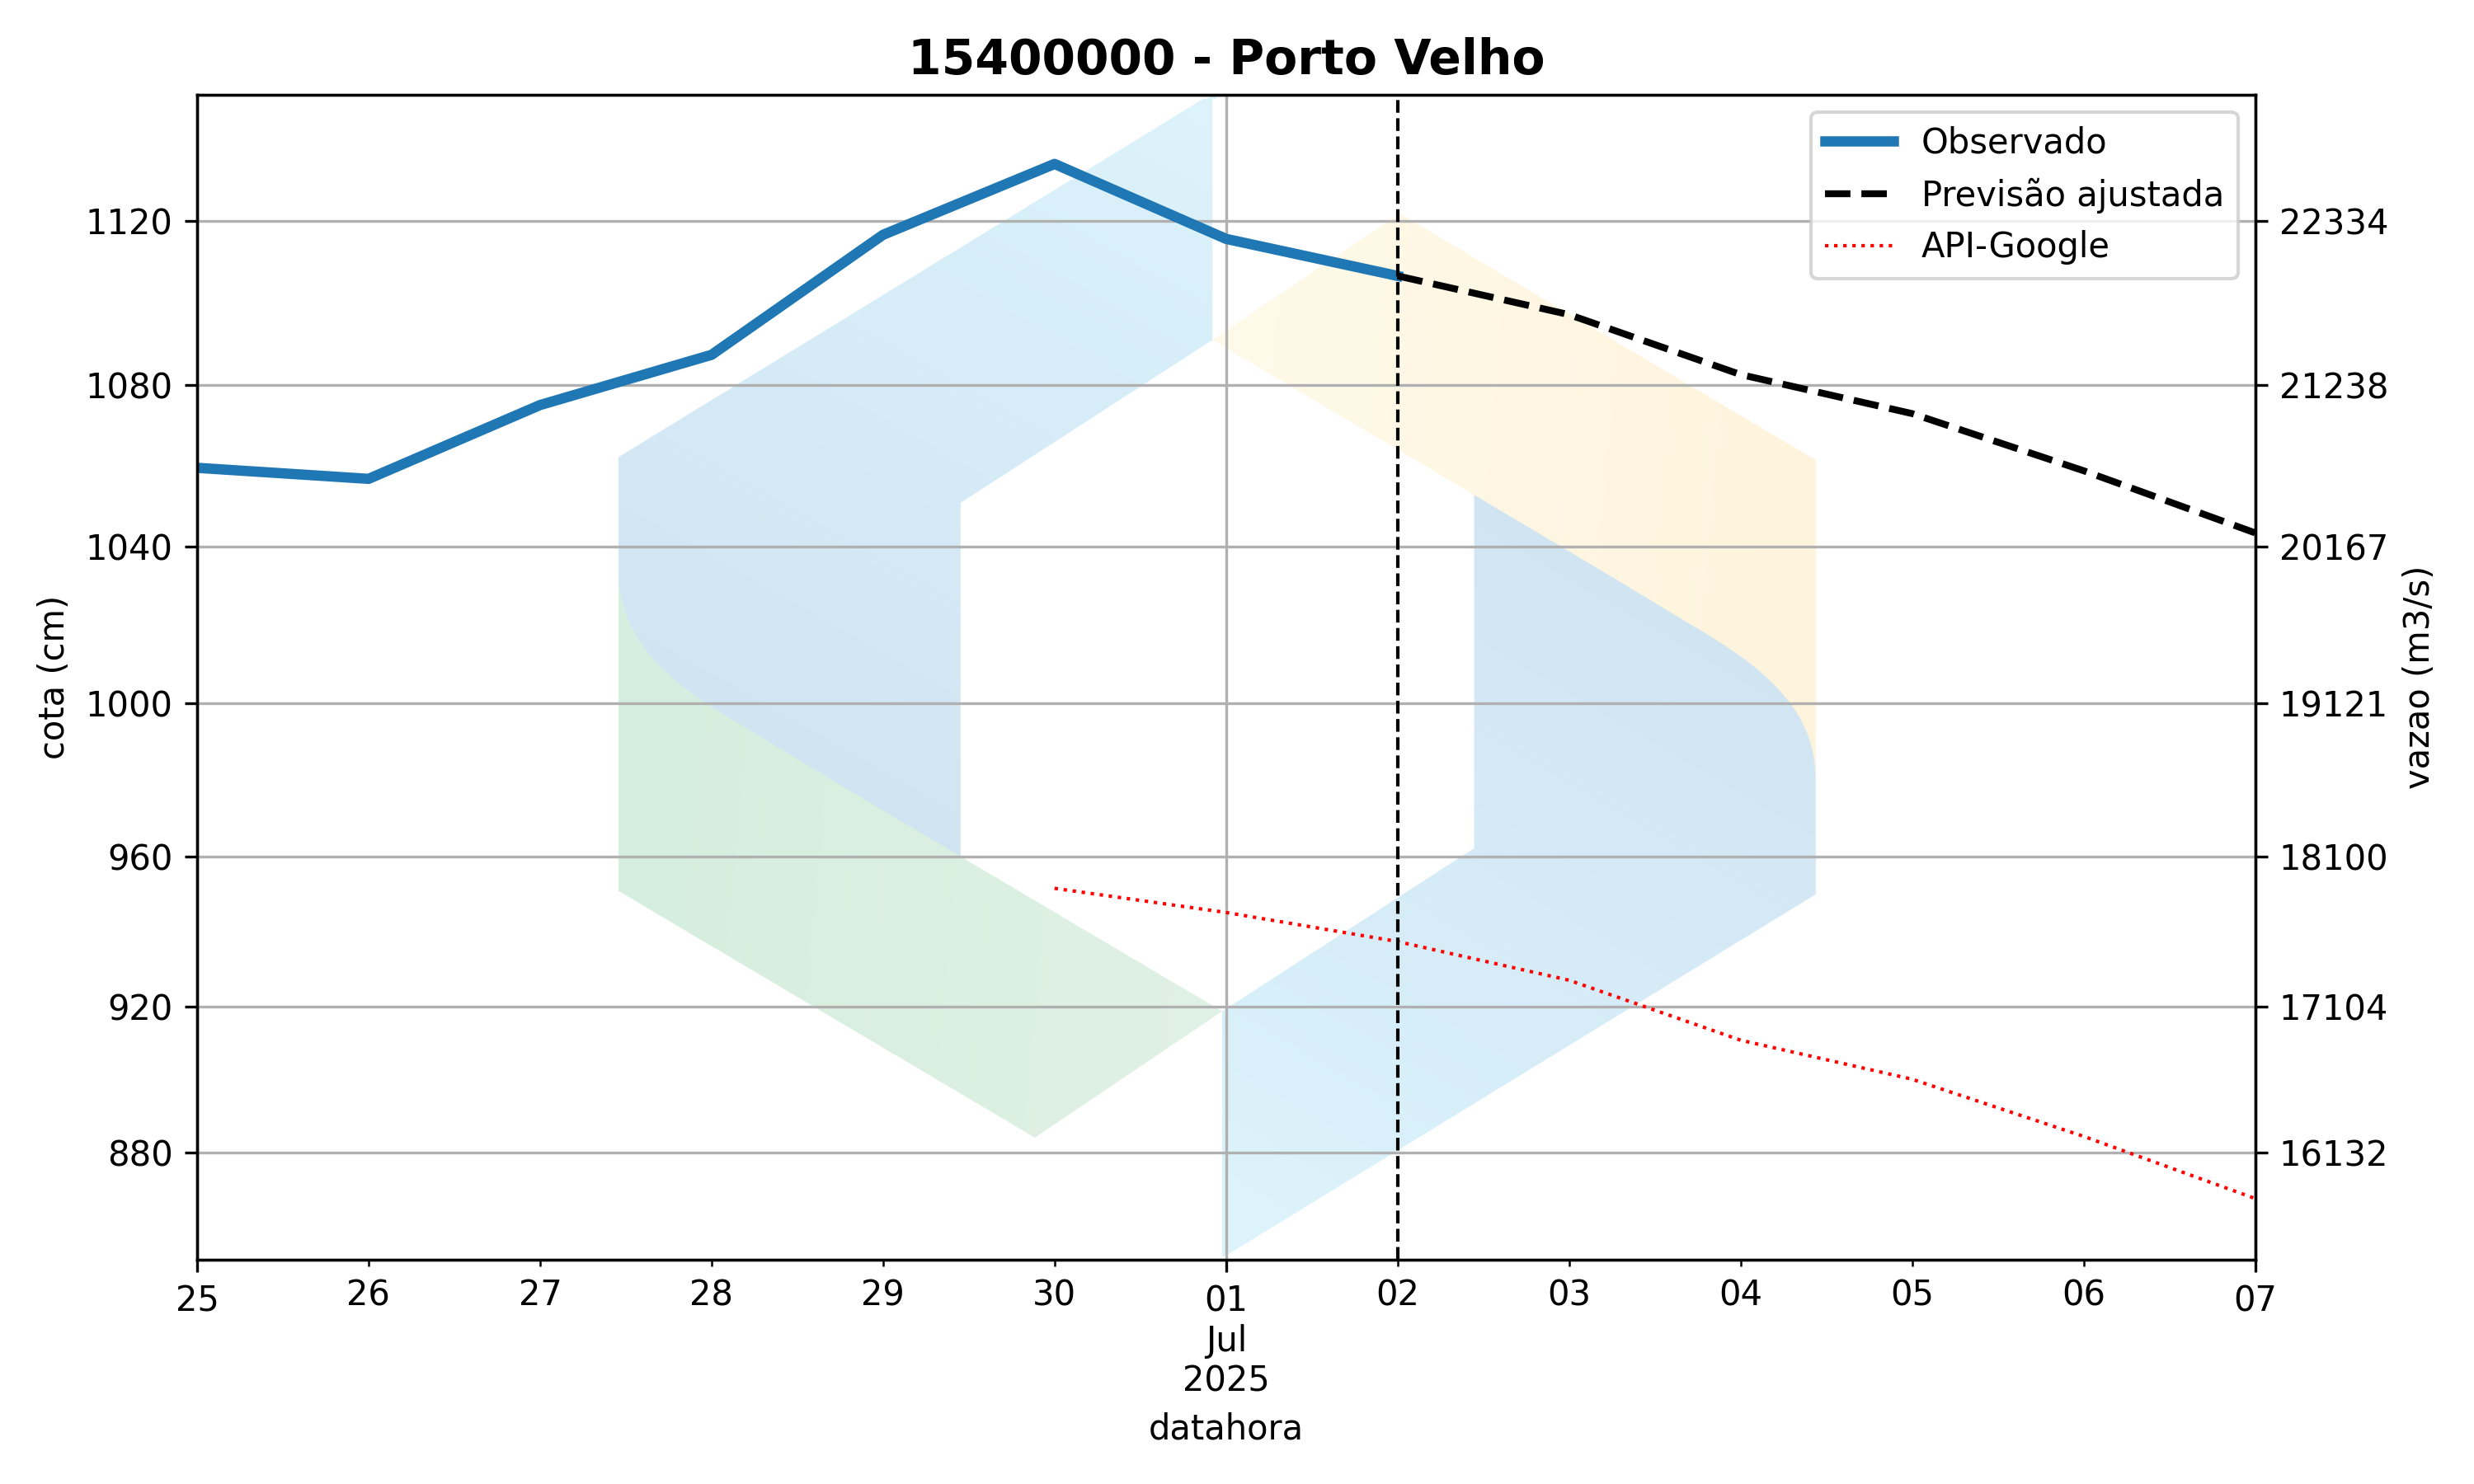 15400000 - Porto Velho
Observado
Previsão ajustada
API-Google
1120
1080
1040
1000
960
920
880
cota (cm)
22334
21238
20167
19121
18100
17104
16132
vazao (m3/s)
25 26 27 28 29 30 01 02 03 04 05 06 07
Jul
2025
datahora